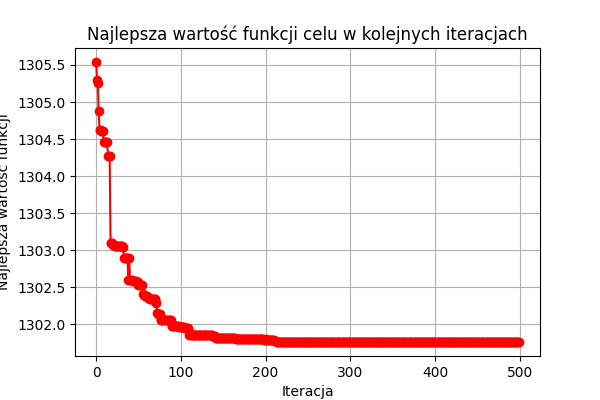 Najlepsza wartość funkcji celu w kolejnych iteracjach
Najlepsza wartość funkcji
1305.5
1305.0
1304.5
1304.0
1303.5
1303.0
1302.5
1302.0
0 100 200 300 400 500
Iteracja